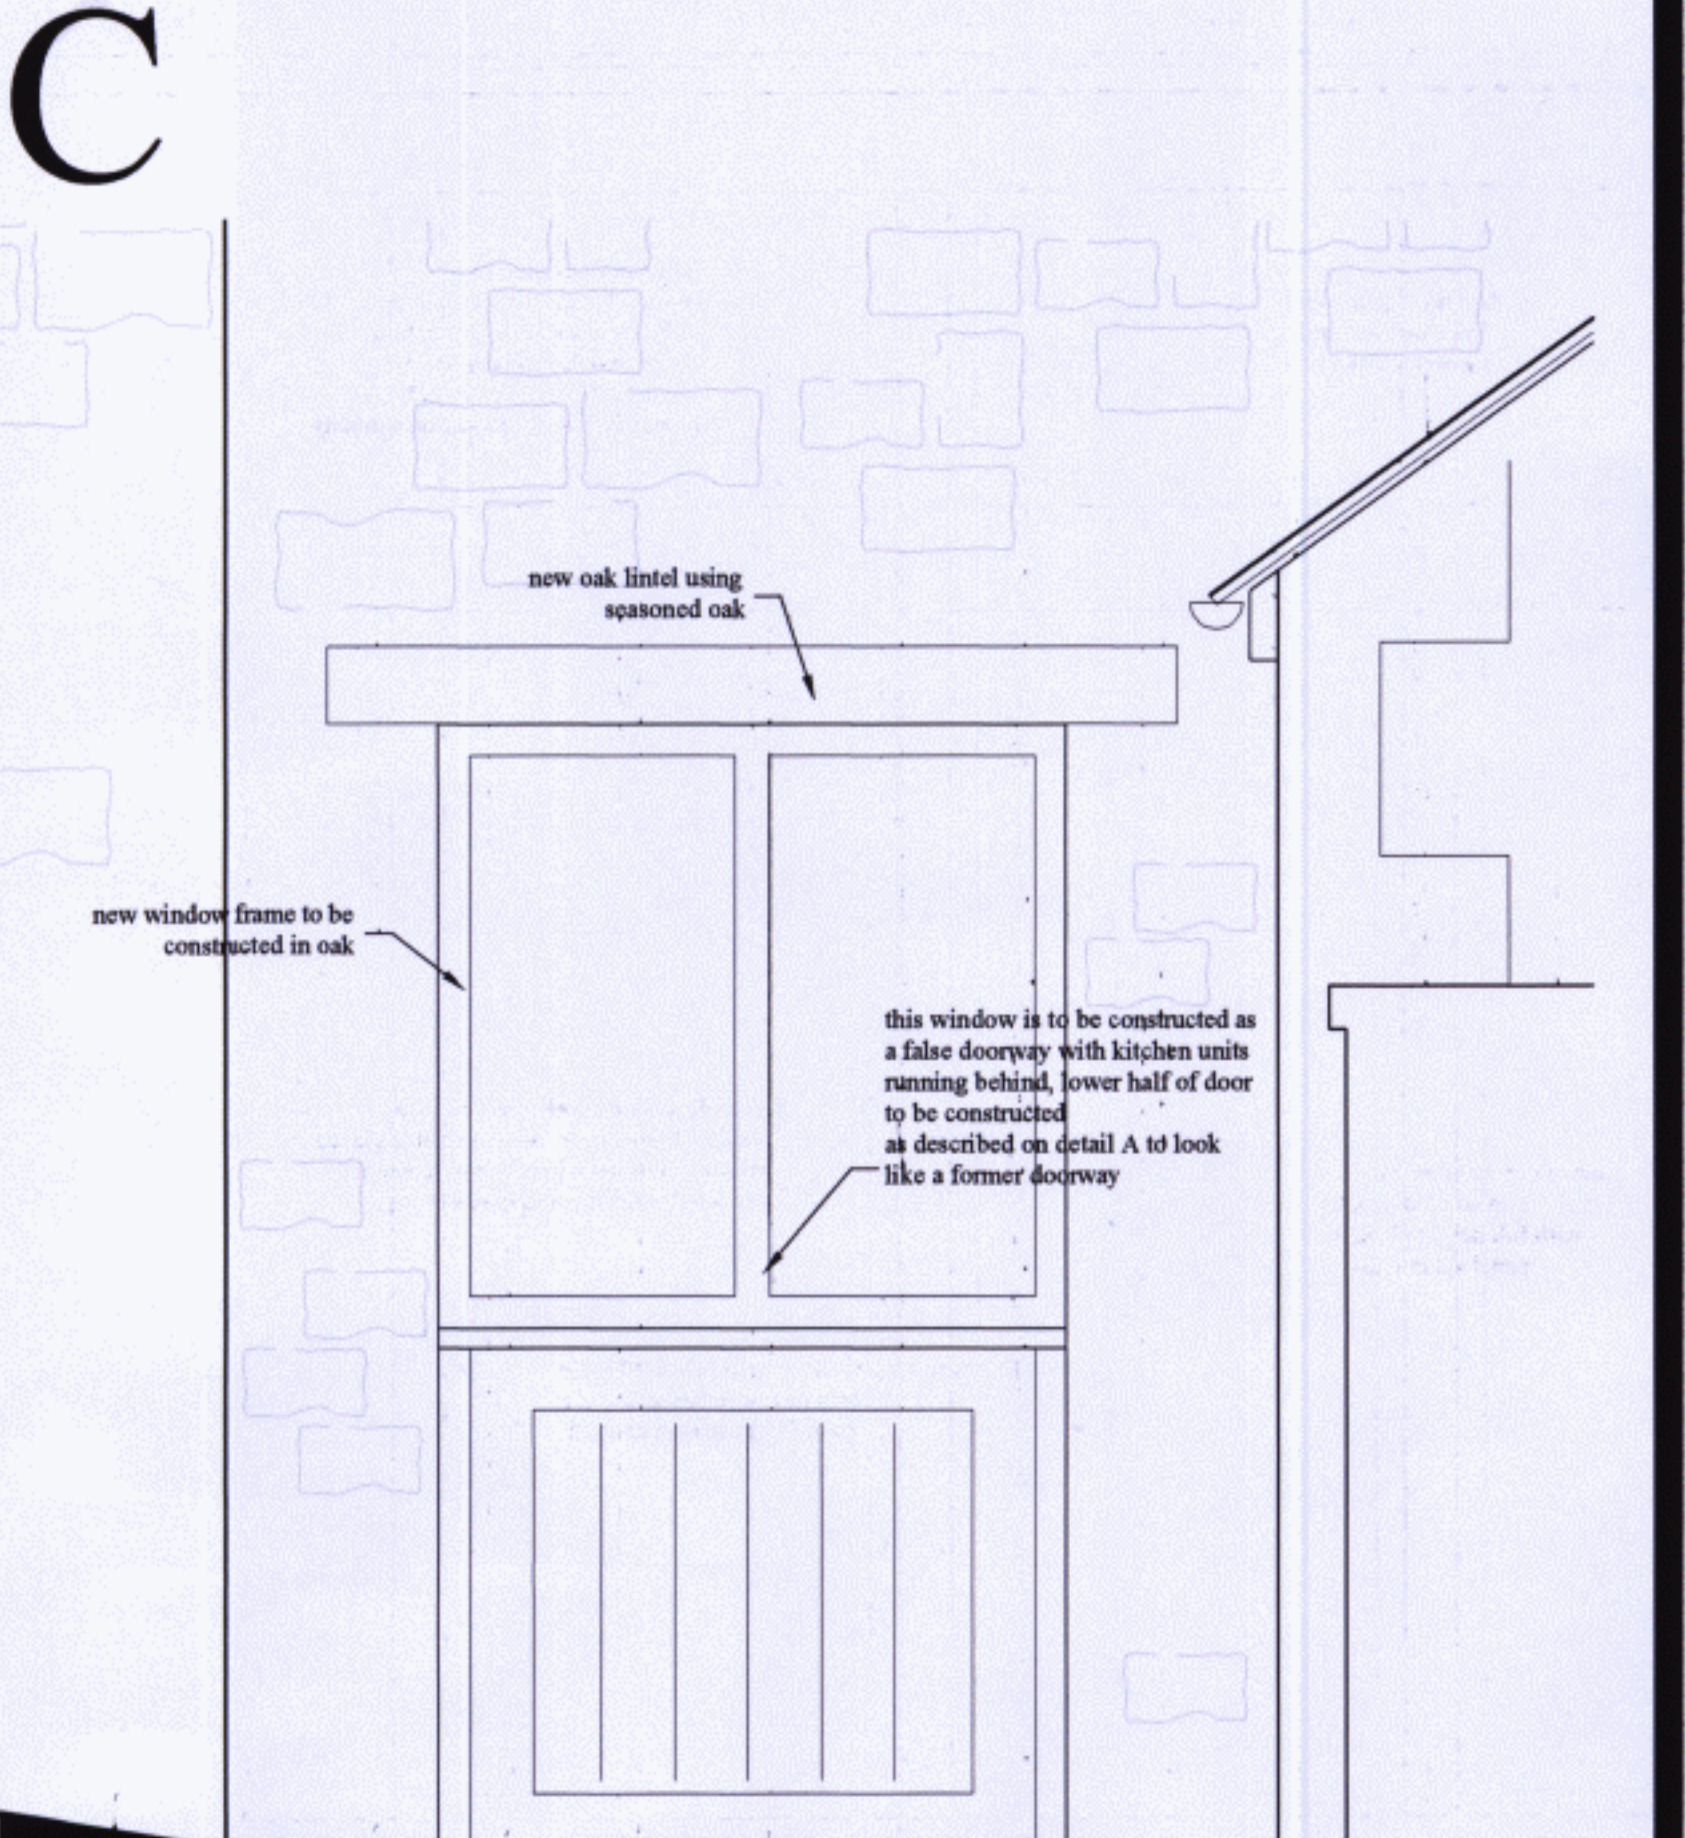 C
new oak lintel using
seasoned oak
new window frame to be
constructed in oak
this window is to be constructed as
a false doorway with kitchen units
running behind, lower half of door
to be constructed
as described on detail A to look
like a former doorway